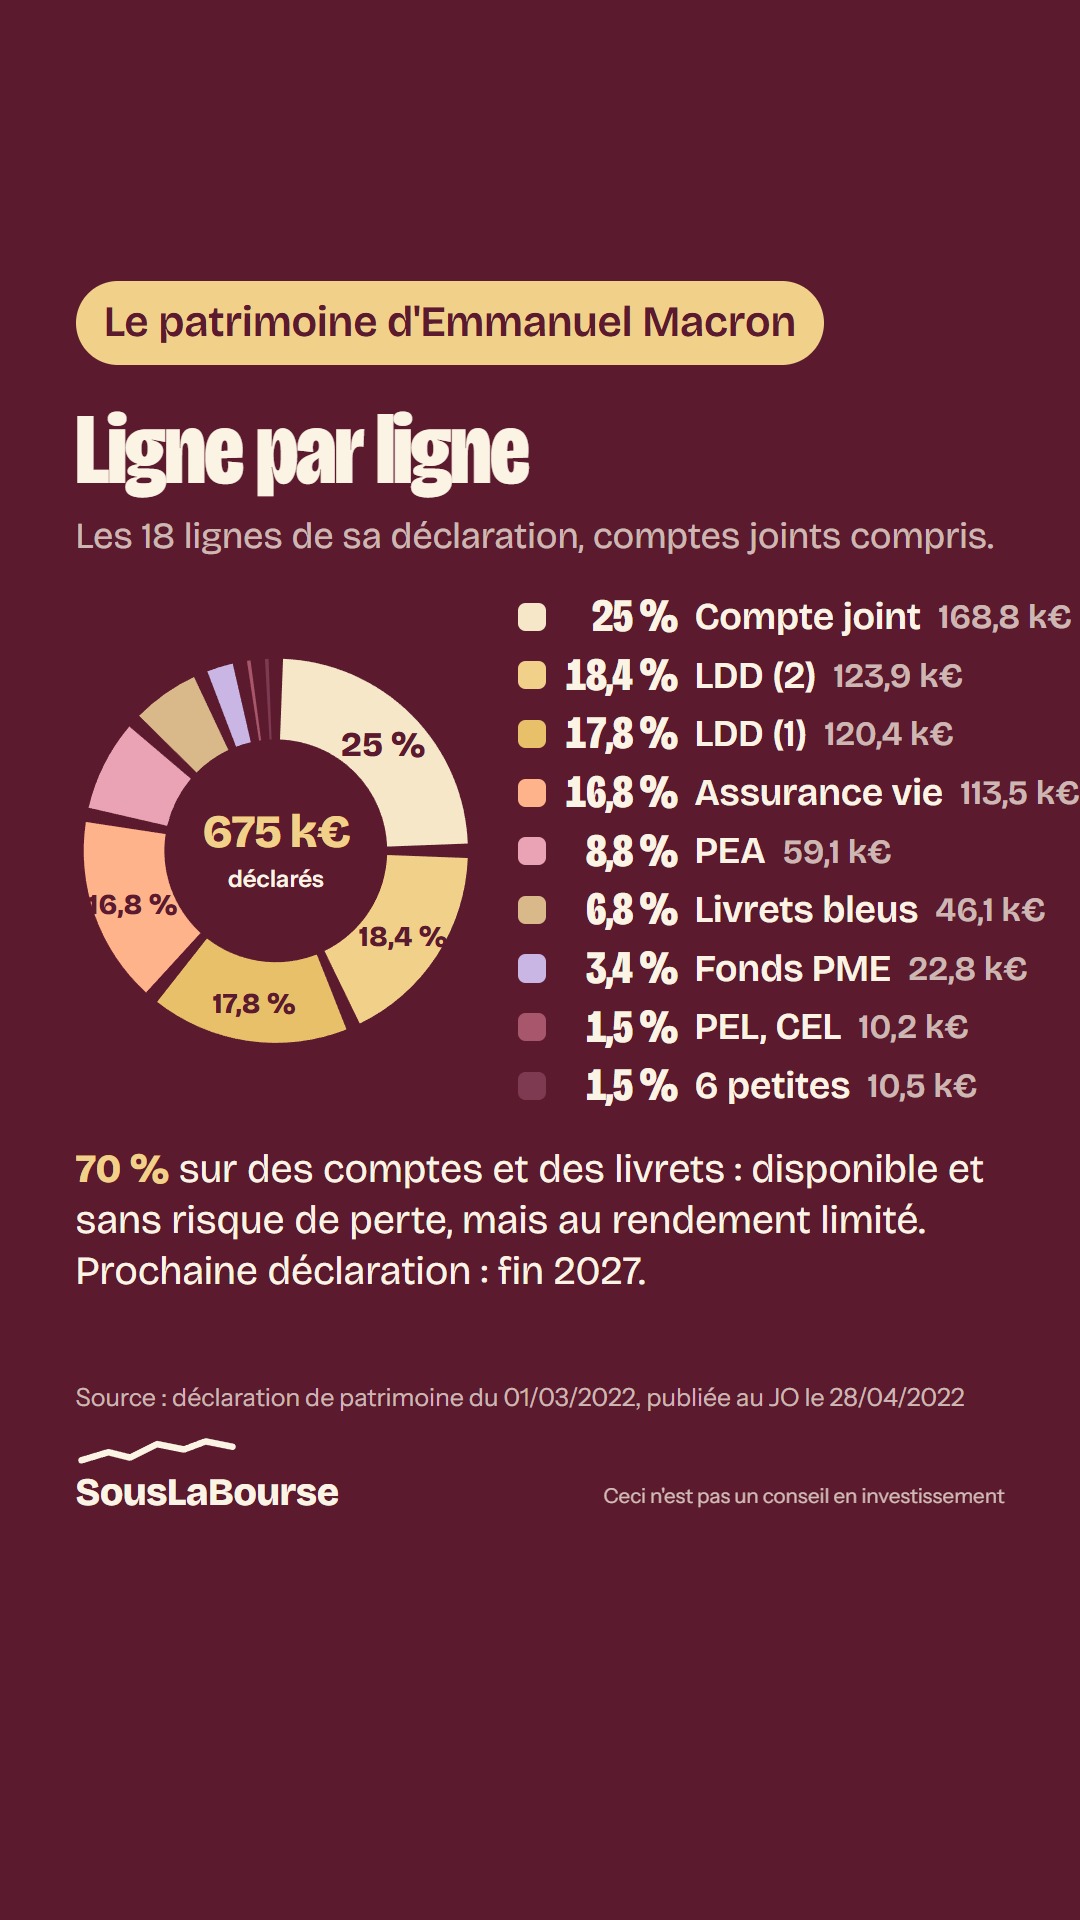 Le patrimoine d'Emmanuel Macron
Ligne par ligne
Les 18 lignes de sa déclaration, comptes joints compris.
25 % Compte joint 168,8 k€
18,4 % LDD (2) 123,9 k€
17,8 % LDD (1) 120,4 k€
16,8 % Assurance vie 113,5 k€
8,8 % PEA 59,1 k€
6,8 % Livrets bleus 46,1 k€
3,4 % Fonds PME 22,8 k€
1,5 % PEL, CEL 10,2 k€
1,5 % 6 petites 10,5 k€
25 %
18,4 %
17,8 %
16,8 %
675 k€
déclarés
70 % sur des comptes et des livrets : disponible et
sans risque de perte, mais au rendement limité.
Prochaine déclaration : fin 2027.
Source : déclaration de patrimoine du 01/03/2022, publiée au JO le 28/04/2022
SousLaBourse
Ceci n'est pas un conseil en investissement